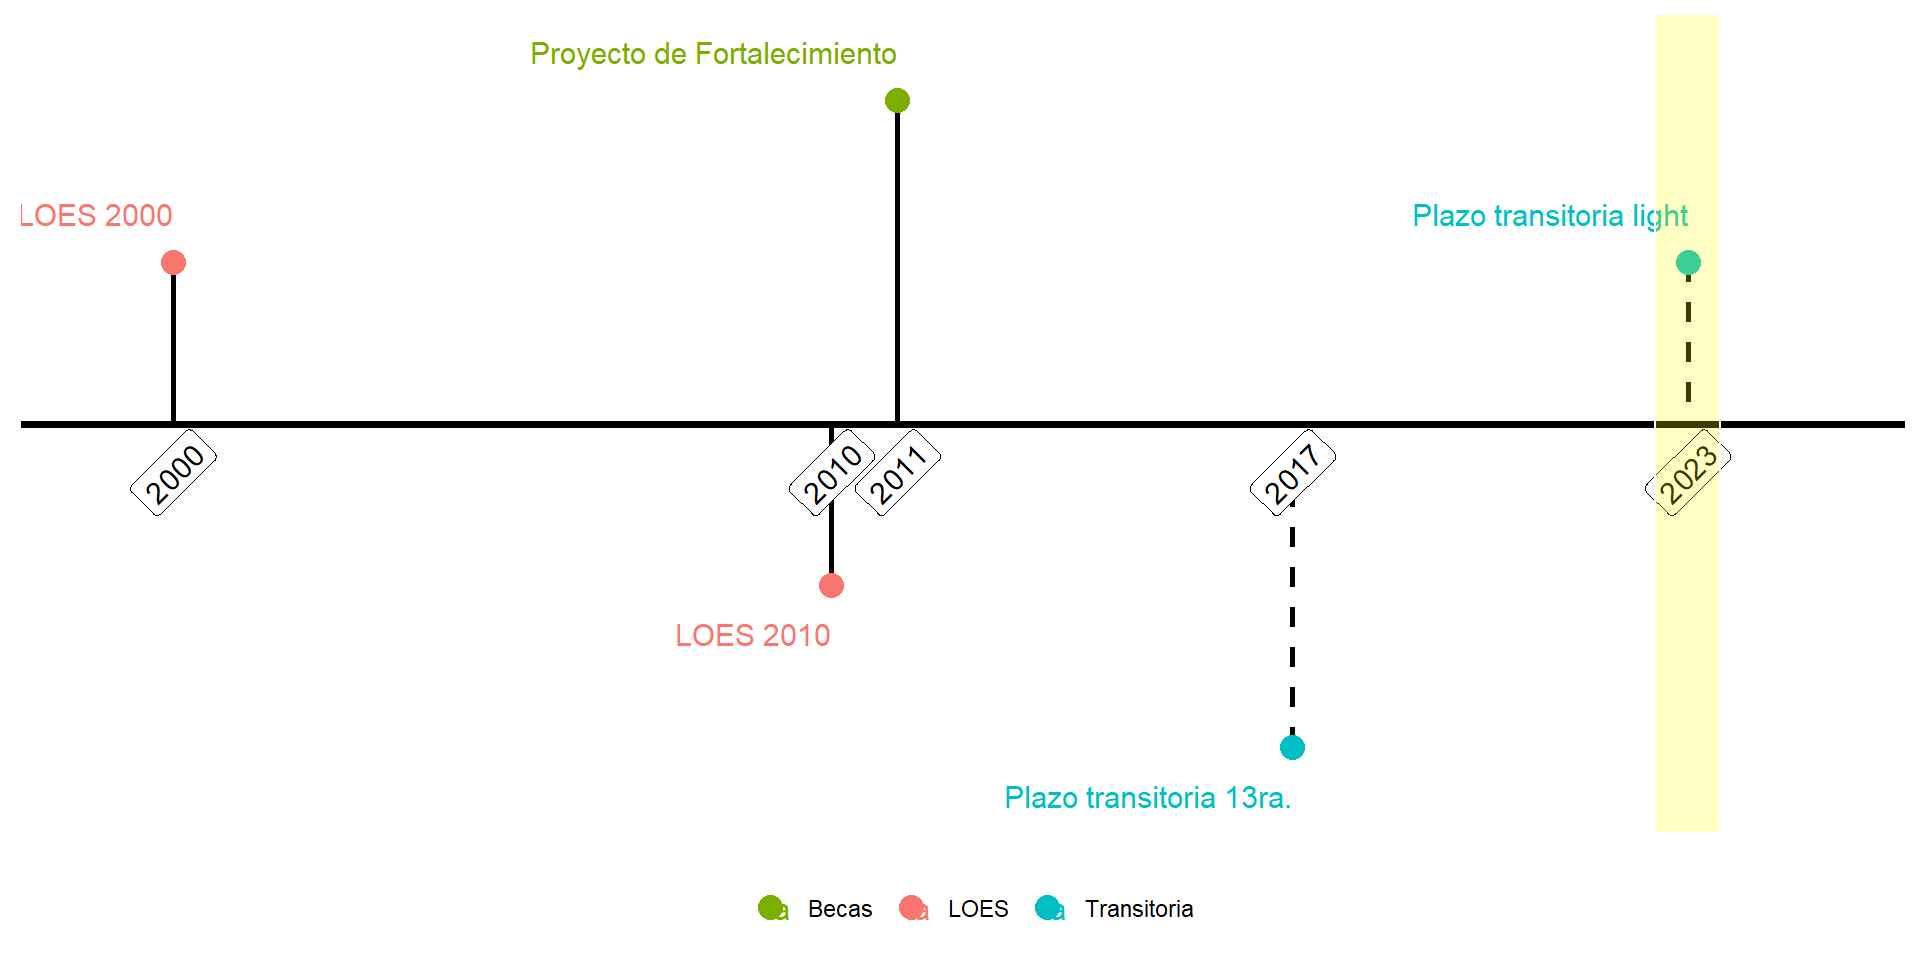 Proyecto de Fortalecimiento
LOES 2000
Plazo transitoria light
2000
2010
2011
2017
2023
LOES 2010
Plazo transitoria 13ra.
a Becas
a LOES
a Transitoria